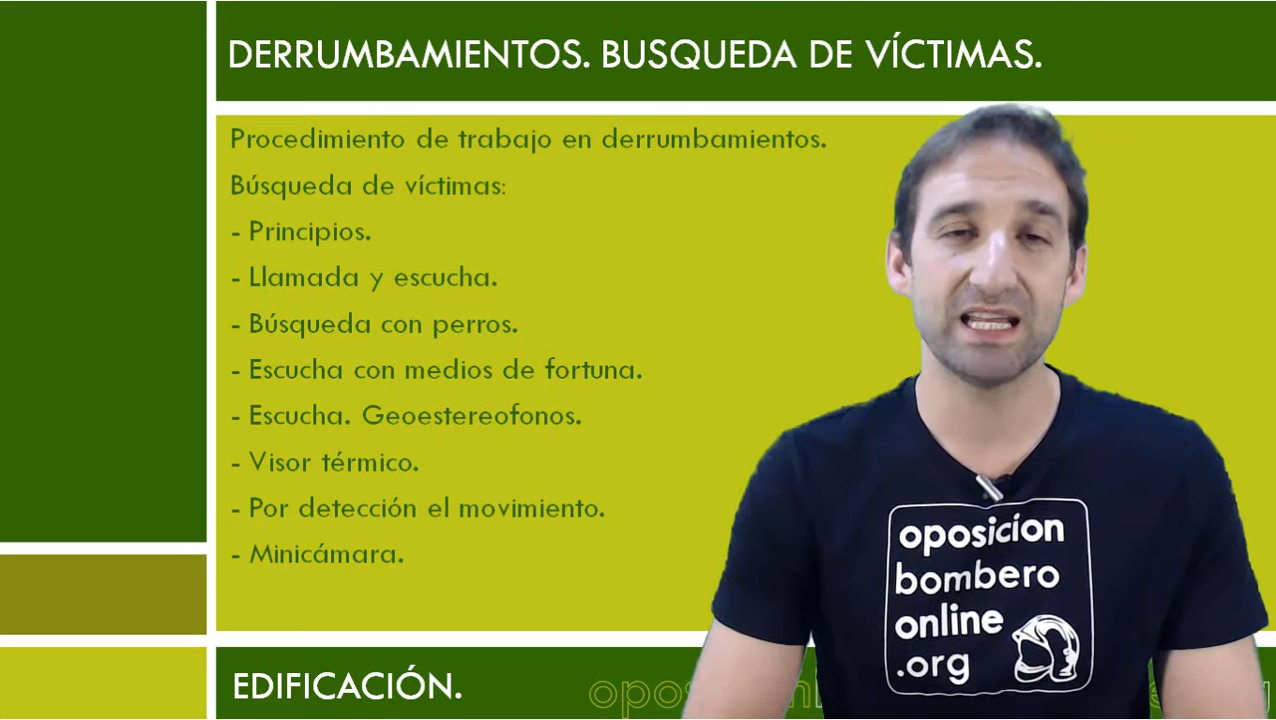 DERRUMBAMIENTOS. BUSQUEDA DE VÍCTIMAS.
Procedimiento de trabajo en derrumbamientos.
Búsqueda de víctimas:
- Principios.
- Llamada y escucha.
- Búsqueda con perros.
- Escucha con medios de fortuna.
- Escucha. Geoestereofonos.
- Visor térmico.
- Por detección el movimiento.
- Minicámara.
oposicion
bombero
online
.org
EDIFICACIÓN.